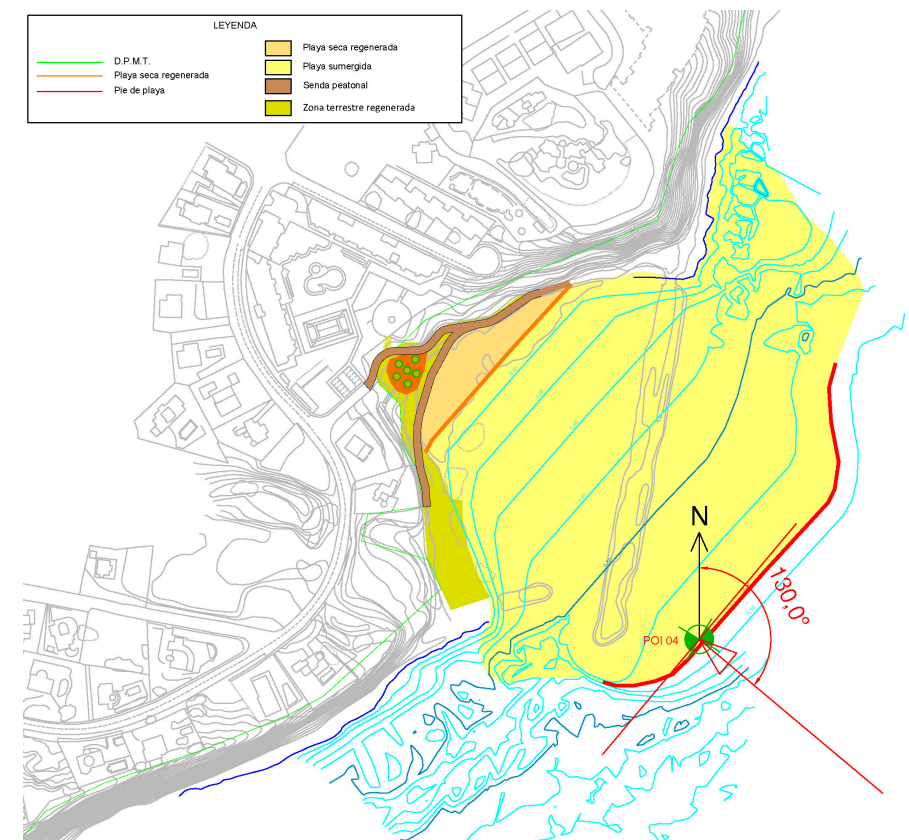 LEYENDA
D.P.M.T.
Playa seca regenerada
Pie de playa
Playa seca regenerada
Playa sumergida
Senda peatonal
Zona terrestre regenerada
N
130,0°
POI 04